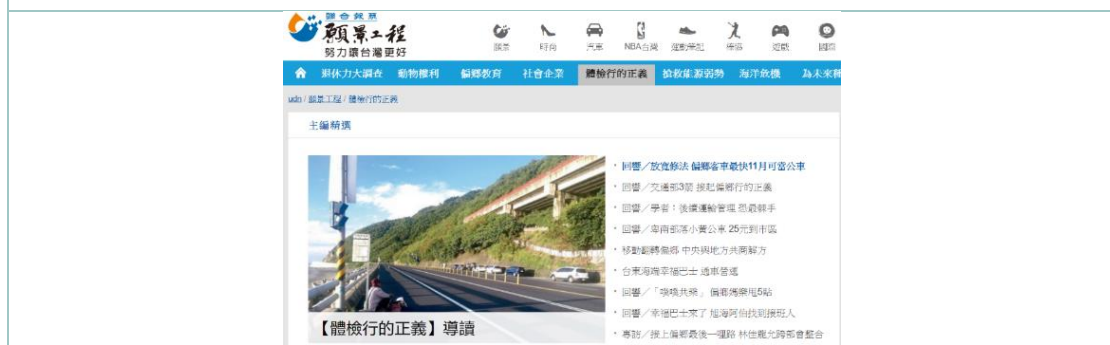 聯合報系
願景工程
努力讓台灣更好
願景 時尚 汽車 NBA台灣 運動筆記 棒球 遊戲 國際
退休力大調查 動物權利 偏鄉教育 社會企業 體檢行的正義 搶救能源弱勢 海洋危機 為未來種
udn / 願景工程 / 體檢行的正義
主編精選
回響／放寬修法 偏鄉客車最快11月可當公車
回響／交通部3箭 接起偏鄉行的正義
回響／學者：後續運輸管理 恐最棘手
回響／卑南部落小黃公車 25元到市區
移動翻轉偏鄉 中央與地方共商解方
台東海端幸福巴士 通車營運
回響／「噗噗共乘」 偏鄉媽樂甩5點
回響／幸福巴士來了 旭海阿伯找到接班人
專訪／接上偏鄉最後一哩路 林佳龍允跨部會整合
【體檢行的正義】導讀